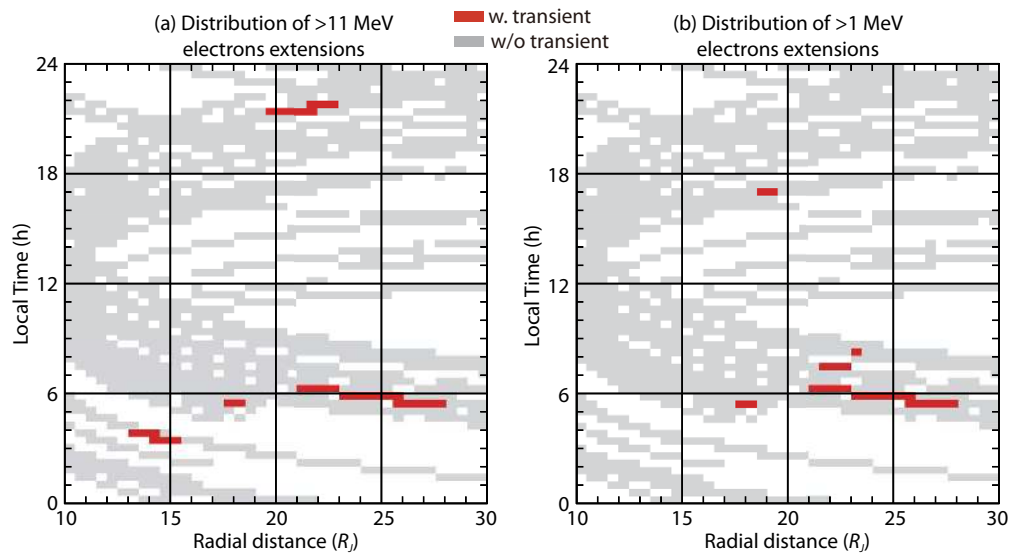 (a) Distribution of >11 MeV
electrons extensions
w. transient
w/o transient
(b) Distribution of >1 MeV
electrons extensions
24
18
12
6
0
Local Time (h)
10
15
20
25
30
Radial distance (RJ)
24
18
12
6
0
Local Time (h)
10
15
20
25
30
Radial distance (RJ)